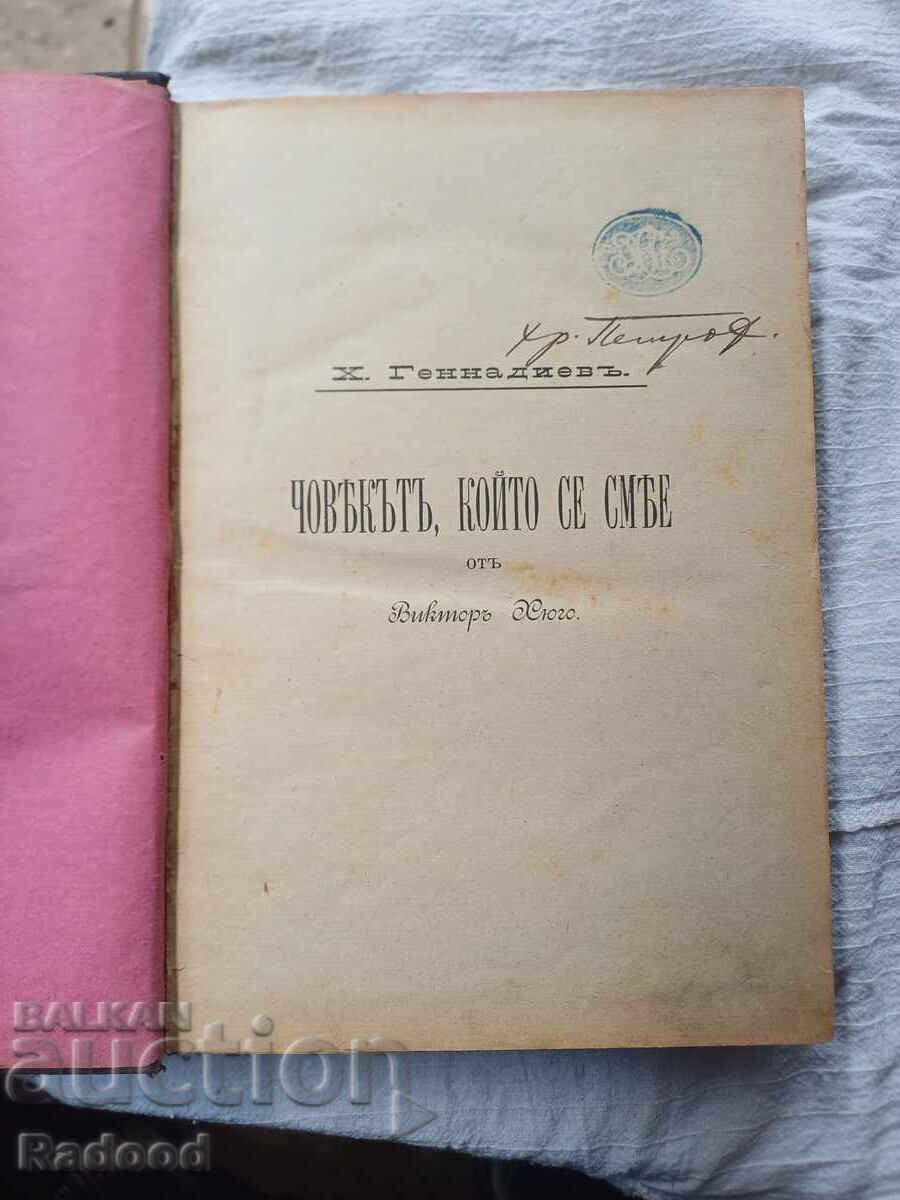 хр. Петров.
Х. Геннадиевъ.
ЧОВѢКЪТЪ, КОЙТО СЕ СМѢЕ
отъ
Викторъ Хюго.
BALKAN
auction
Radood